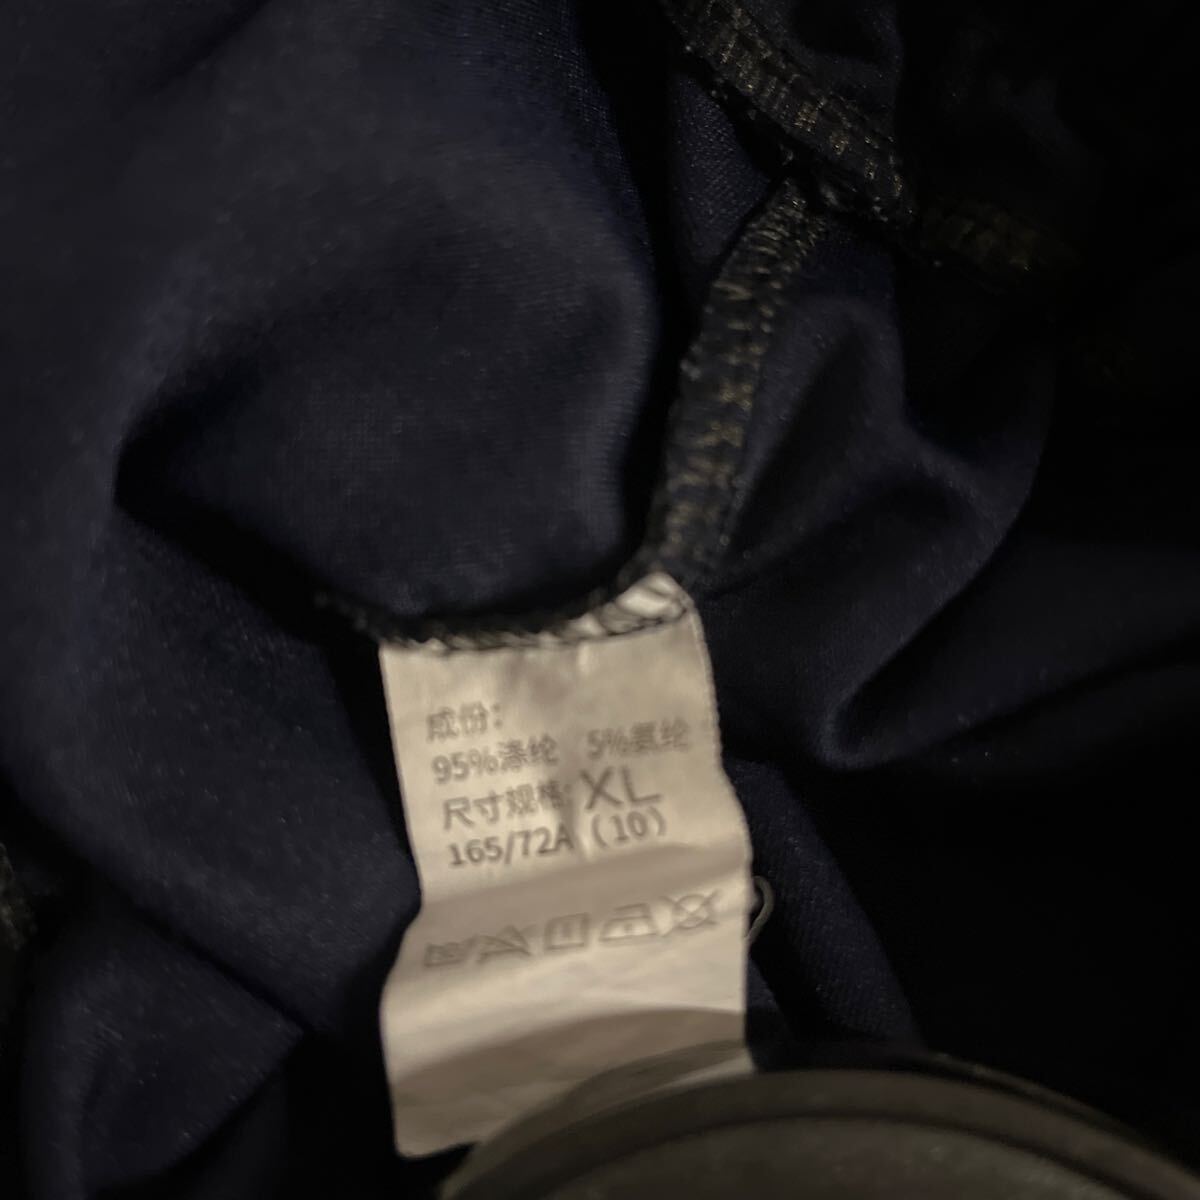 成份：
95%涤纶 5%氨纶
尺寸规格: XL
165/72A (10)